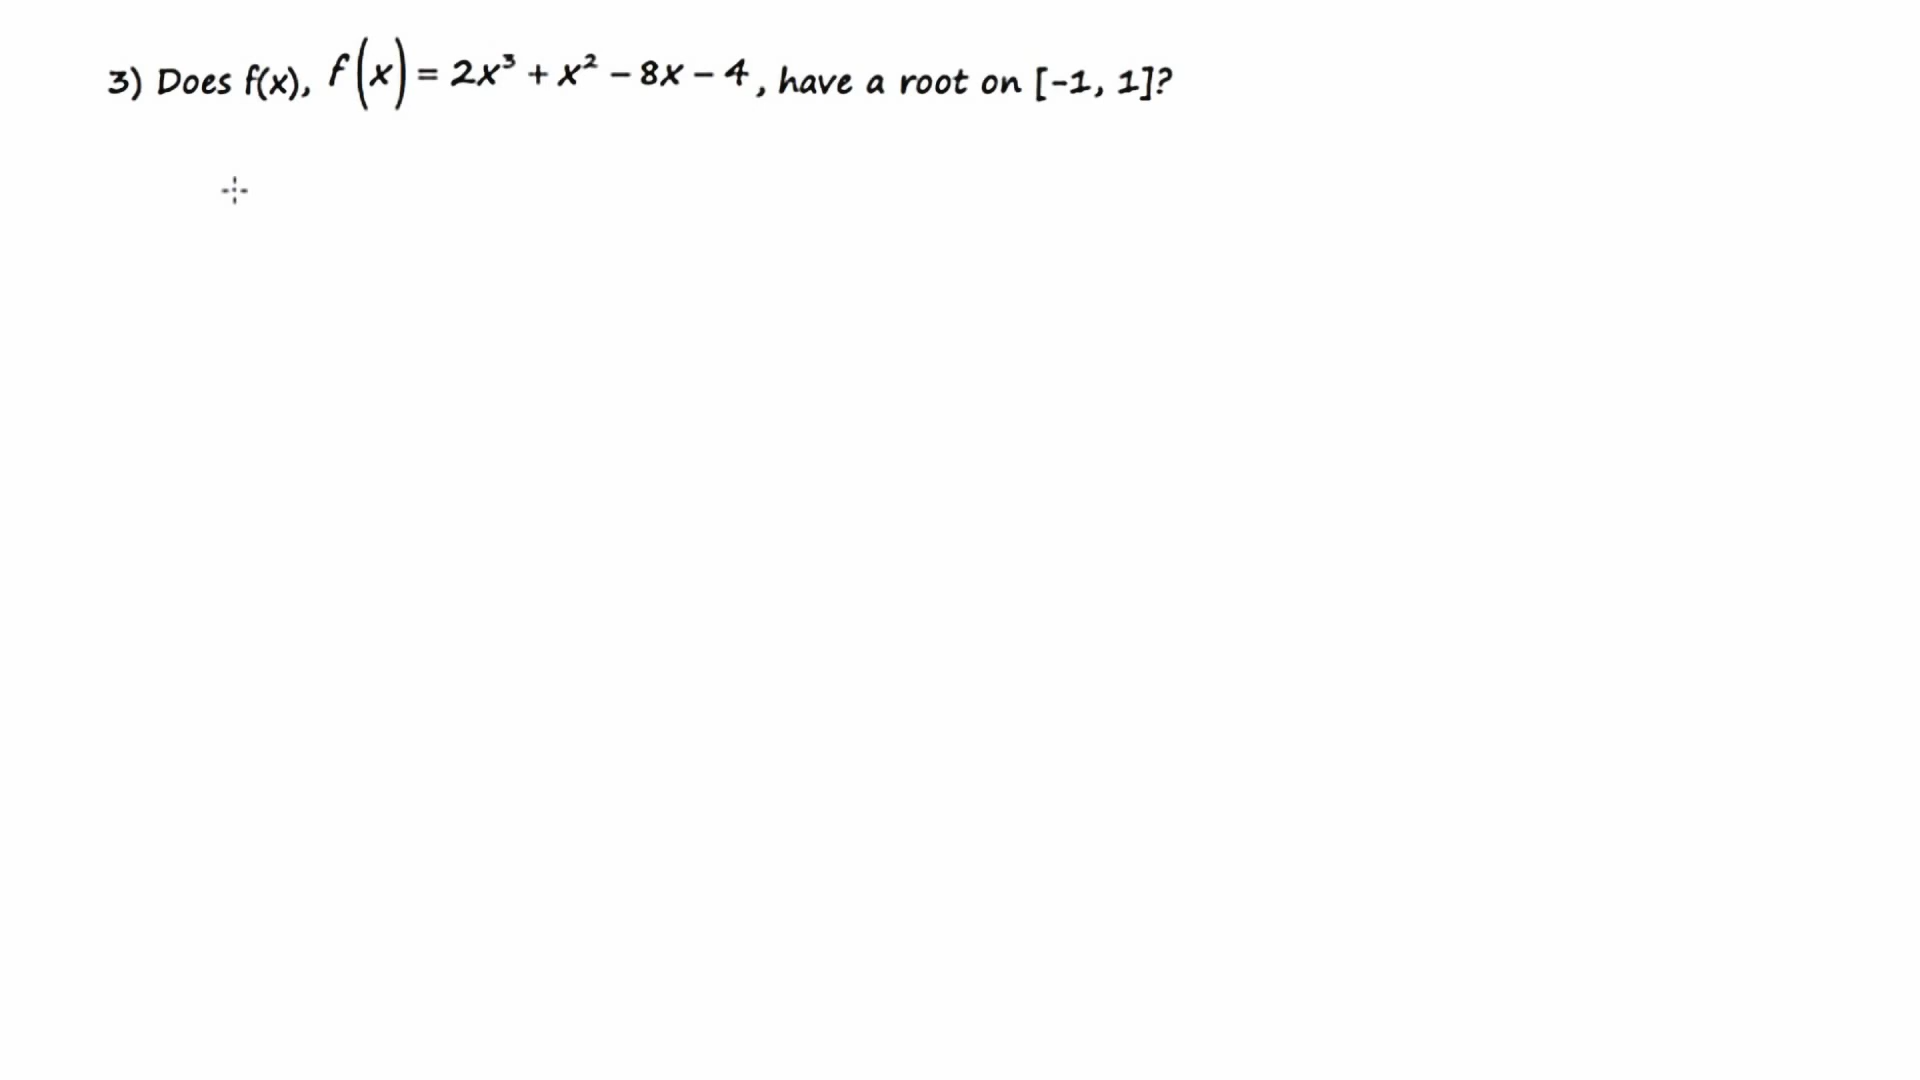 3) Does f(x), f(x) = 2x³ + x² − 8x − 4, have a root on [-1, 1]?